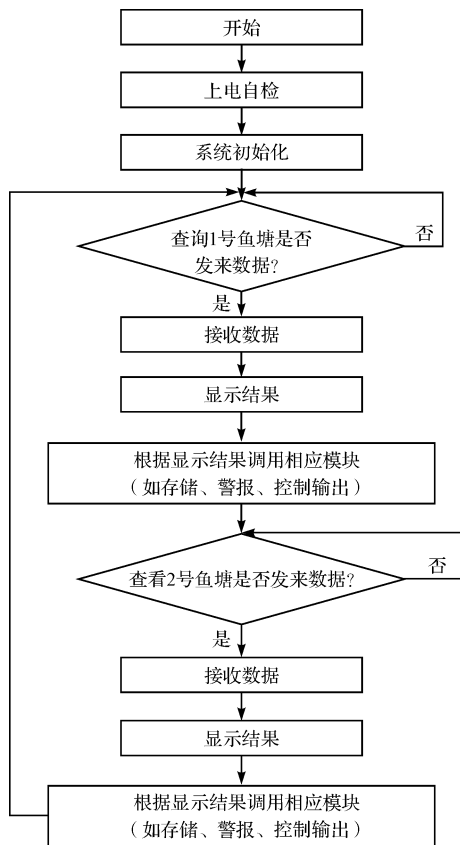 开始
上电自检
系统初始化
查询1号鱼塘是否
发来数据?
否
是
接收数据
显示结果
根据显示结果调用相应模块
（如存储、警报、控制输出）
查看2号鱼塘是否发来数据?
否
是
接收数据
显示结果
根据显示结果调用相应模块
（如存储、警报、控制输出）